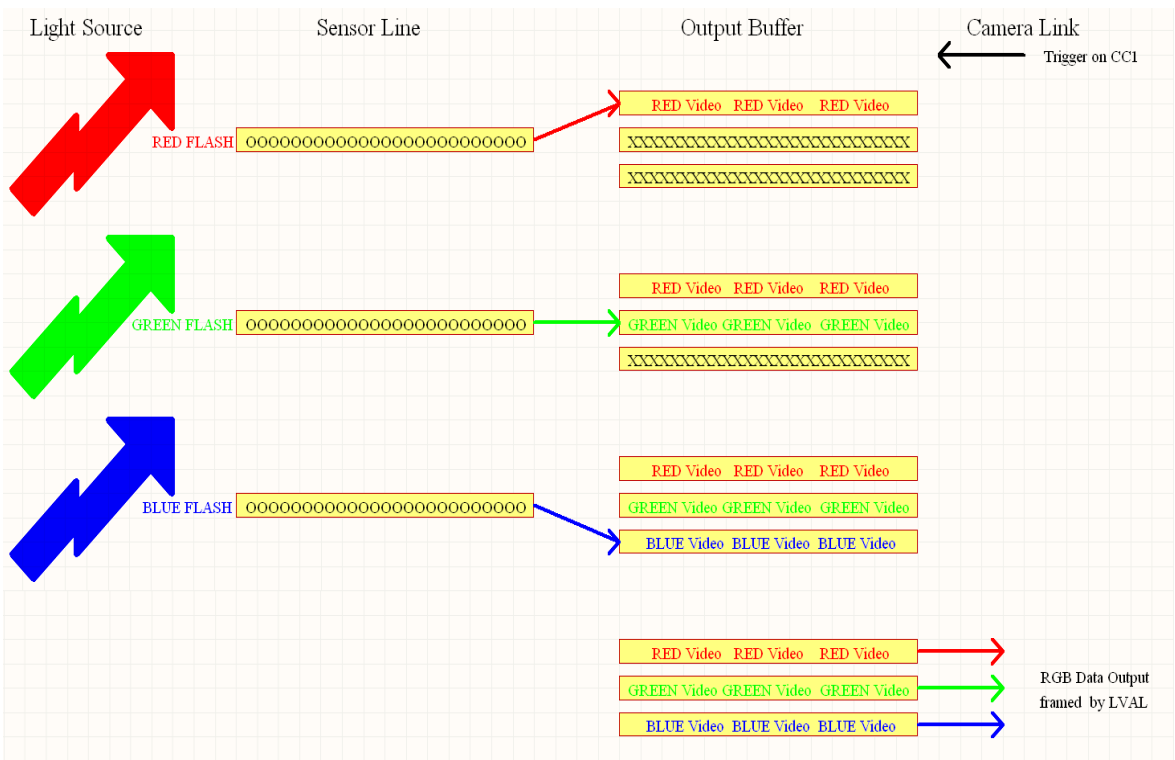 Light Source Sensor Line Output Buffer Camera Link
Trigger on CC1
RED Video RED Video RED Video
RED FLASH OOOOOOOOOOOOOOOOOOOOOOOOO XXXXXXXXXXXXXXXXXXXXXXXXXX
XXXXXXXXXXXXXXXXXXXXXXXXXX
RED Video RED Video RED Video
GREEN FLASH OOOOOOOOOOOOOOOOOOOOOOOOO GREEN Video GREEN Video GREEN Video
XXXXXXXXXXXXXXXXXXXXXXXXXX
RED Video RED Video RED Video
BLUE FLASH OOOOOOOOOOOOOOOOOOOOOOOOO GREEN Video GREEN Video GREEN Video
BLUE Video BLUE Video BLUE Video
RED Video RED Video RED Video
RGB Data Output
GREEN Video GREEN Video GREEN Video
framed by LVAL
BLUE Video BLUE Video BLUE Video